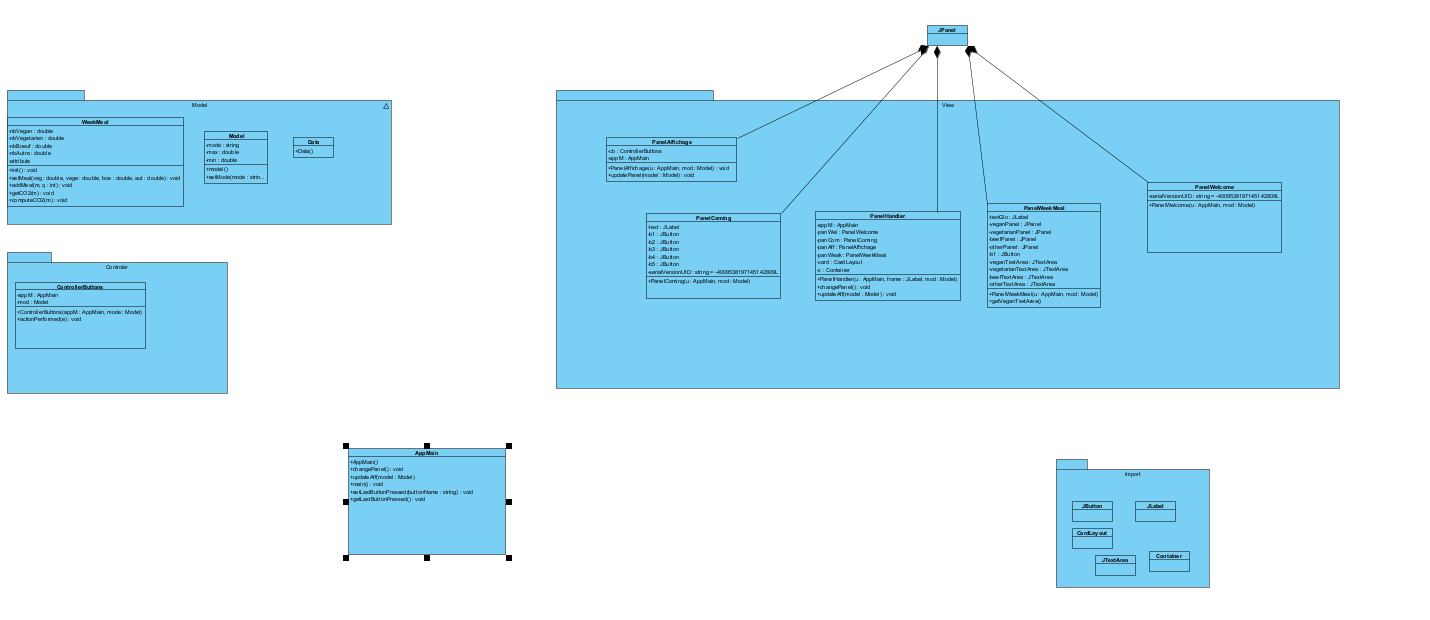 JPanel
Model
WeekMeal
-nbVegan : double
-nbVegetarien : double
-nbBoeuf : double
-nbAutre : double
-attribute
+init() : void
+setMeal(veg : double, vege : double, boe : double, aut : double) : void
+addMeal(m, q : int) : void
+getCO2(m) : void
+computeCO2(m) : void
Model
-mode : string
-max : double
-min : double
+model()
+setMode(mode : strin...
Data
+Data()
View
PanelAffichage
-cb : ControllerButtons
-appM : AppMain
+PanelAffichage(u : AppMain, mod : Model) : void
+updatePanel(model : Model) : void
PanelComing
-text : JLabel
-b1 : JButton
-b2 : JButton
-b3 : JButton
-b4 : JButton
-b5 : JButton
-serialVersionUID : string = -4009538197145142809L
+PanelComing(u : AppMain, mod : Model)
PanelHandler
-appM : AppMain
-panWel : PanelWelcome
-panCom : PanelComing
-panAff : PanelAffichage
-panWeak : PanelWeekMeal
-card : CardLayout
-c : Container
+PanelHandler(u : AppMain, frame : JLabel, mod : Model)
+changePanel() : void
+updateAff(model : Model) : void
PanelWeekMeal
-textGlo : JLabel
-veganPanel : JPanel
-vegetarianPanel : JPanel
-beefPanel : JPanel
-otherPanel : JPanel
-b1 : JButton
-veganTextArea : JTextArea
-vegetarianTextArea : JTextArea
-beefTextArea : JTextArea
-otherTextArea : JTextArea
+PanelWeekMeal(u : AppMain, mod : Model)
+getVeganTextArea()
PanelWelcome
-serialVersionUID : string = -4009538197145142809L
+PanelWelcome(u : AppMain, mod : Model)
Controler
ControllerButtons
-appM : AppMain
-mod : Model
+ControllerButtons(appM : AppMain, mode : Model)
+actionPerformed(e) : void
AppMain
+AppMain()
+changePanel() : void
+updateAff(model : Model)
+main() : void
+setLastButtonPressed(buttonName : string) : void
+getLastButtonPressed() : void
Import
JButton
JLabel
CardLayout
JTextArea
Container